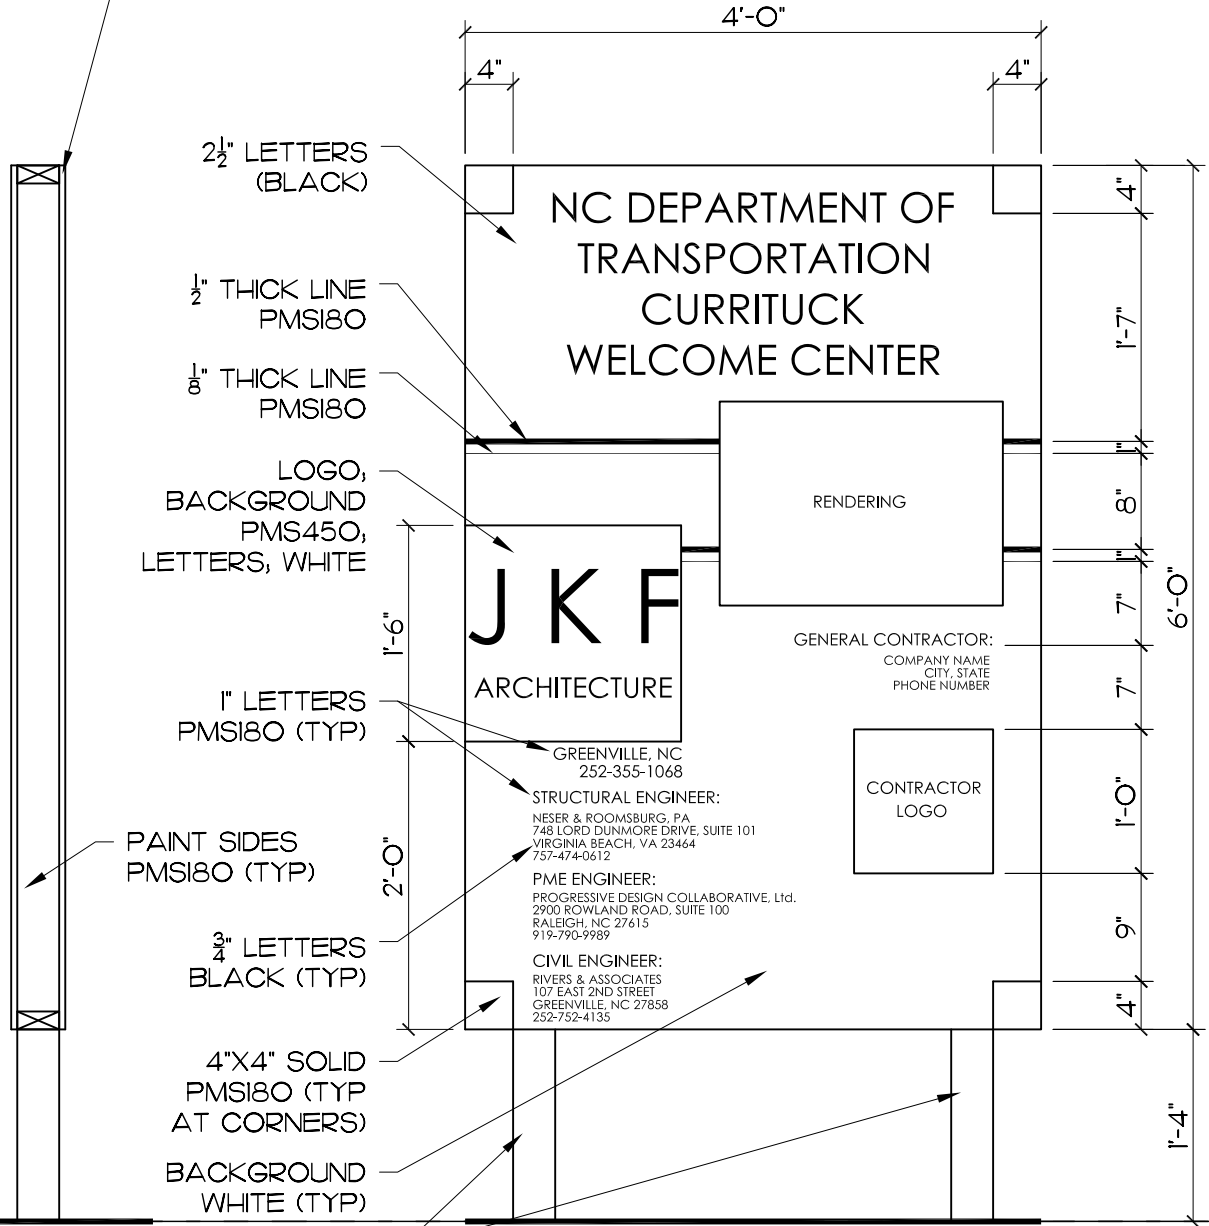 4'-0"
4"
4"
2½" LETTERS
(BLACK)
NC DEPARTMENT OF
TRANSPORTATION
CURRITUCK
WELCOME CENTER
½" THICK LINE
PMS180
⅛" THICK LINE
PMS180
LOGO;
BACKGROUND
PMS450;
LETTERS; WHITE
RENDERING
J K F
ARCHITECTURE
1'-6"
GENERAL CONTRACTOR:
COMPANY NAME
CITY, STATE
PHONE NUMBER
1" LETTERS
PMS180 (TYP)
GREENVILLE, NC
252-355-1068
STRUCTURAL ENGINEER:
NESER & ROOMSBURG, PA
748 LORD DUNMORE DRIVE, SUITE 101
VIRGINIA BEACH, VA 23464
757-474-0612
CONTRACTOR
LOGO
PAINT SIDES
PMS180 (TYP)
2'-0"
PME ENGINEER:
PROGRESSIVE DESIGN COLLABORATIVE, Ltd.
2900 ROWLAND ROAD, SUITE 100
RALEIGH, NC 27615
919-790-9989
¾" LETTERS
BLACK (TYP)
CIVIL ENGINEER:
RIVERS & ASSOCIATES
107 EAST 2ND STREET
GREENVILLE, NC 27858
252-752-4135
4"X4" SOLID
PMS180 (TYP
AT CORNERS)
BACKGROUND
WHITE (TYP)
4"
1'-7"
1"
8"
1"
7"
7"
1'-0"
9"
4"
6'-0"
1'-4"